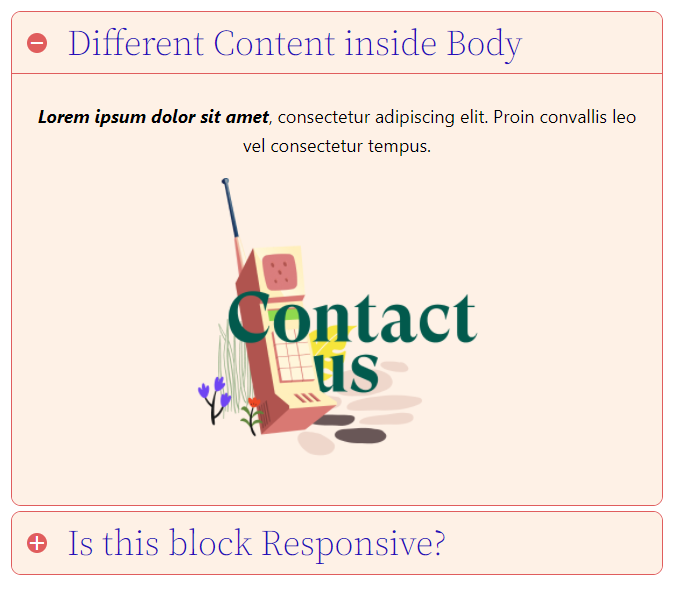 Different Content inside Body
Lorem ipsum dolor sit amet, consectetur adipiscing elit. Proin convallis leo
vel consectetur tempus.
Contact
us
Is this block Responsive?